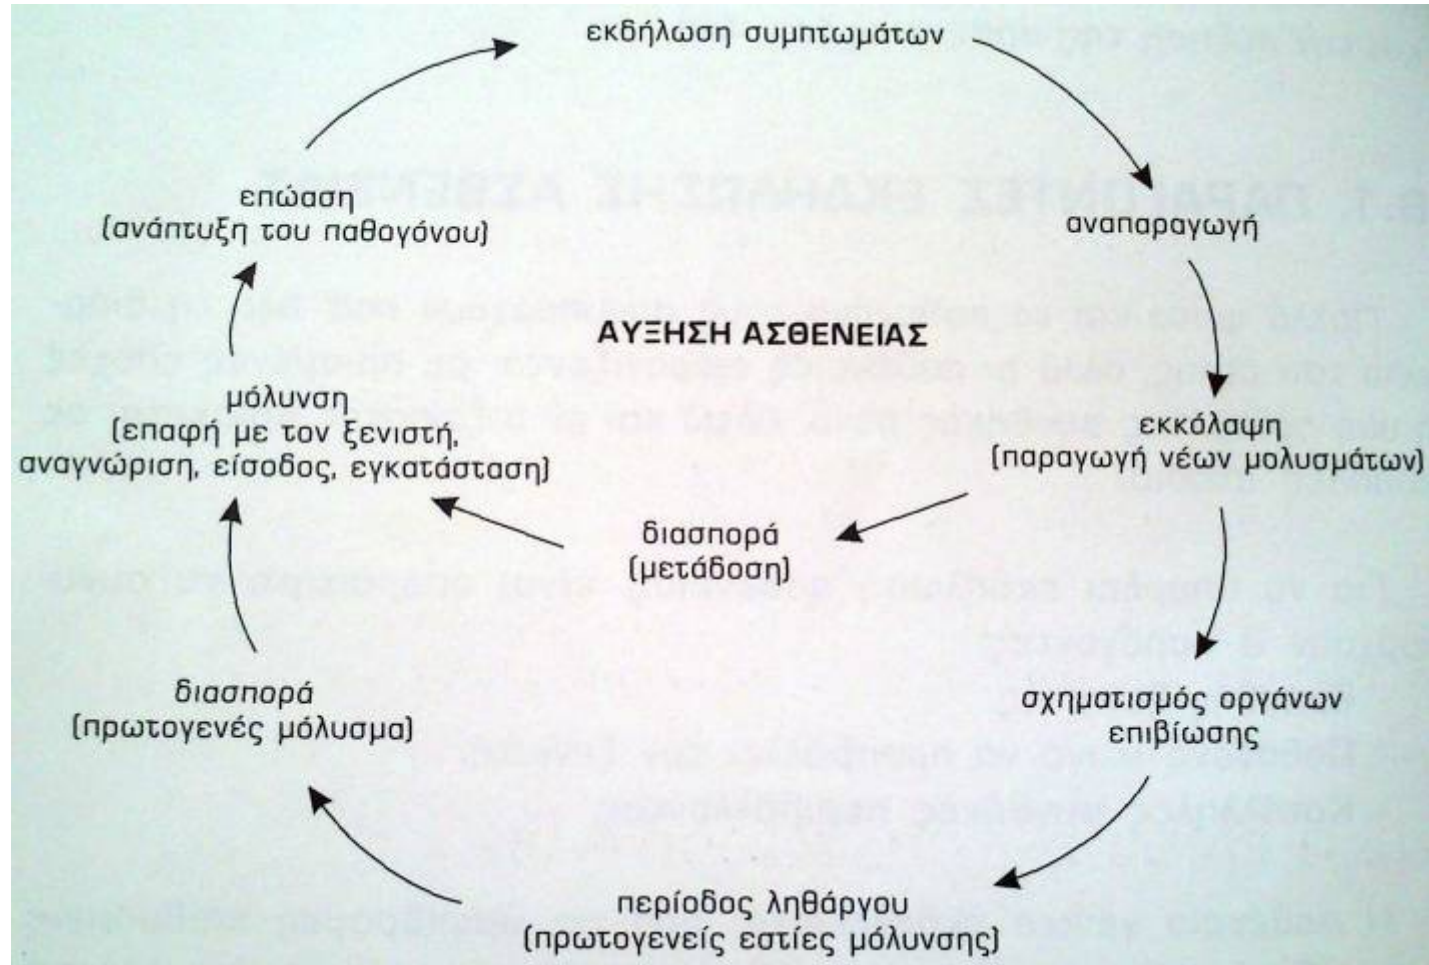 εκδήλωση συμπτωμάτων
αναπαραγωγή
εκκόλαψη
(παραγωγή νέων μολυσμάτων)
σχηματισμός οργάνων
επιβίωσης
περίοδος ληθάργου
(πρωτογενείς εστίες μόλυνσης)
διασπορά
(πρωτογενές μόλυσμα)
μόλυνση
(επαφή με τον ξενιστή,
αναγνώριση, είσοδος, εγκατάσταση)
επώαση
(ανάπτυξη του παθογόνου)
ΑΥΞΗΣΗ ΑΣΘΕΝΕΙΑΣ
διασπορά
(μετάδοση)